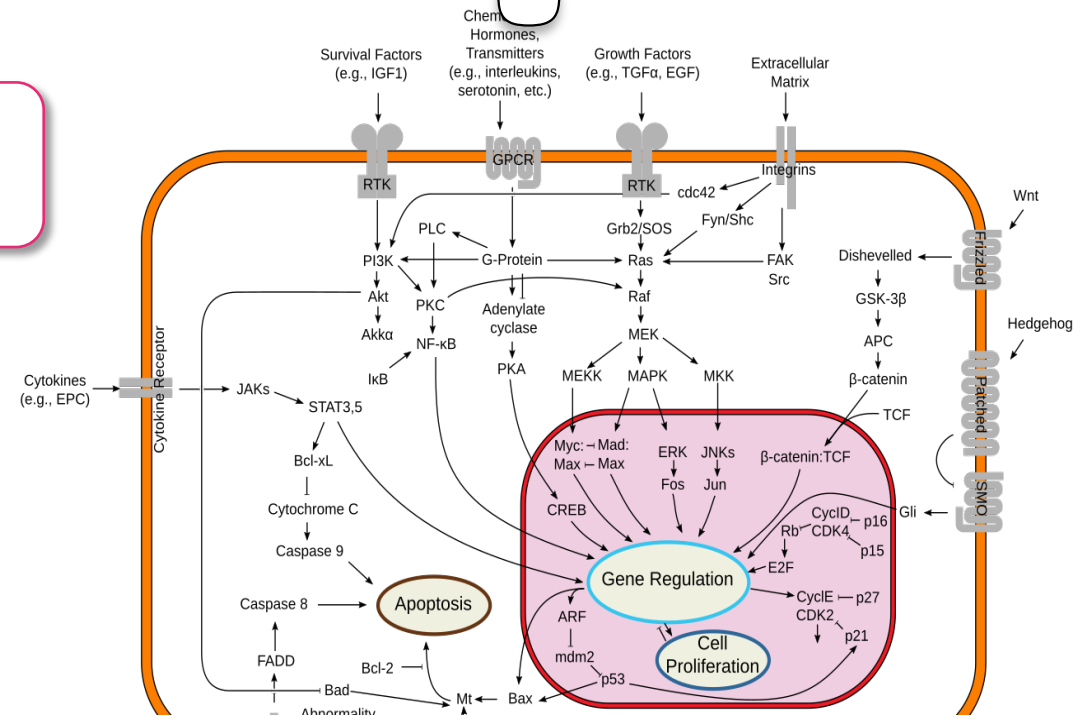 Hormones,
Transmitters
(e.g., interleukins,
serotonin, etc.)
Survival Factors
(e.g., IGF1)
Growth Factors
(e.g., TGFα, EGF)
Extracellular
Matrix
GPCR
Integrins
RTK
RTK
cdc42
Wnt
Fyn/Shc
PLC
Grb2/SOS
Frizzled
Dishevelled
PI3K
G-Protein
Ras
FAK
Src
Akt
PKC
Raf
GSK-3β
Adenylate
cyclase
Hedgehog
Akkα
NF-κB
MEK
APC
Cytokine Receptor
IκB
PKA
MEKK
MAPK
MKK
β-catenin
Patched
Cytokines
(e.g., EPC)
JAKs
STAT3,5
TCF
Myc:
Mad:
Max
Max
ERK
JNKs
β-catenin:TCF
Bcl-xL
Fos
Jun
SMO
Cytochrome C
CREB
CycID
p16
Gli
Rb
CDK4
p15
Caspase 9
E2F
Gene Regulation
Caspase 8
Apoptosis
CyclE
p27
CDK2
ARF
p21
Cell
Proliferation
FADD
mdm2
Bcl-2
p53
Bad
Mt
Bax
Abnormality